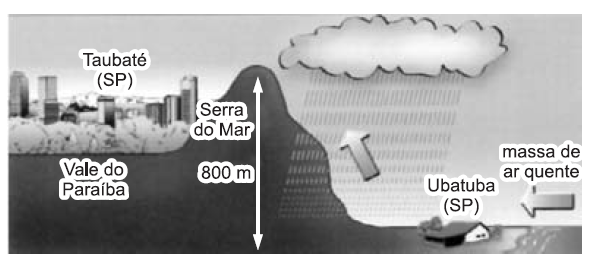 Taubaté
(SP)
Serra
do Mar
Vale do
Paraíba
800 m
massa de
ar quente
Ubatuba
(SP)